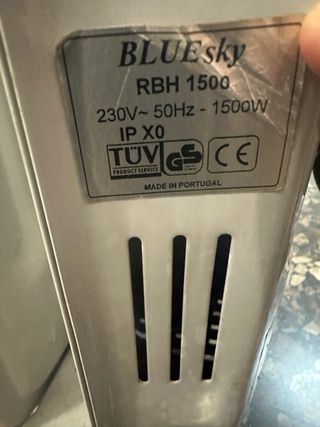 BLUEsky
RBH 1500
230V~ 50Hz - 1500W
IP X0
TÜV GS CE
PRODUCT SERVICE
MADE IN PORTUGAL